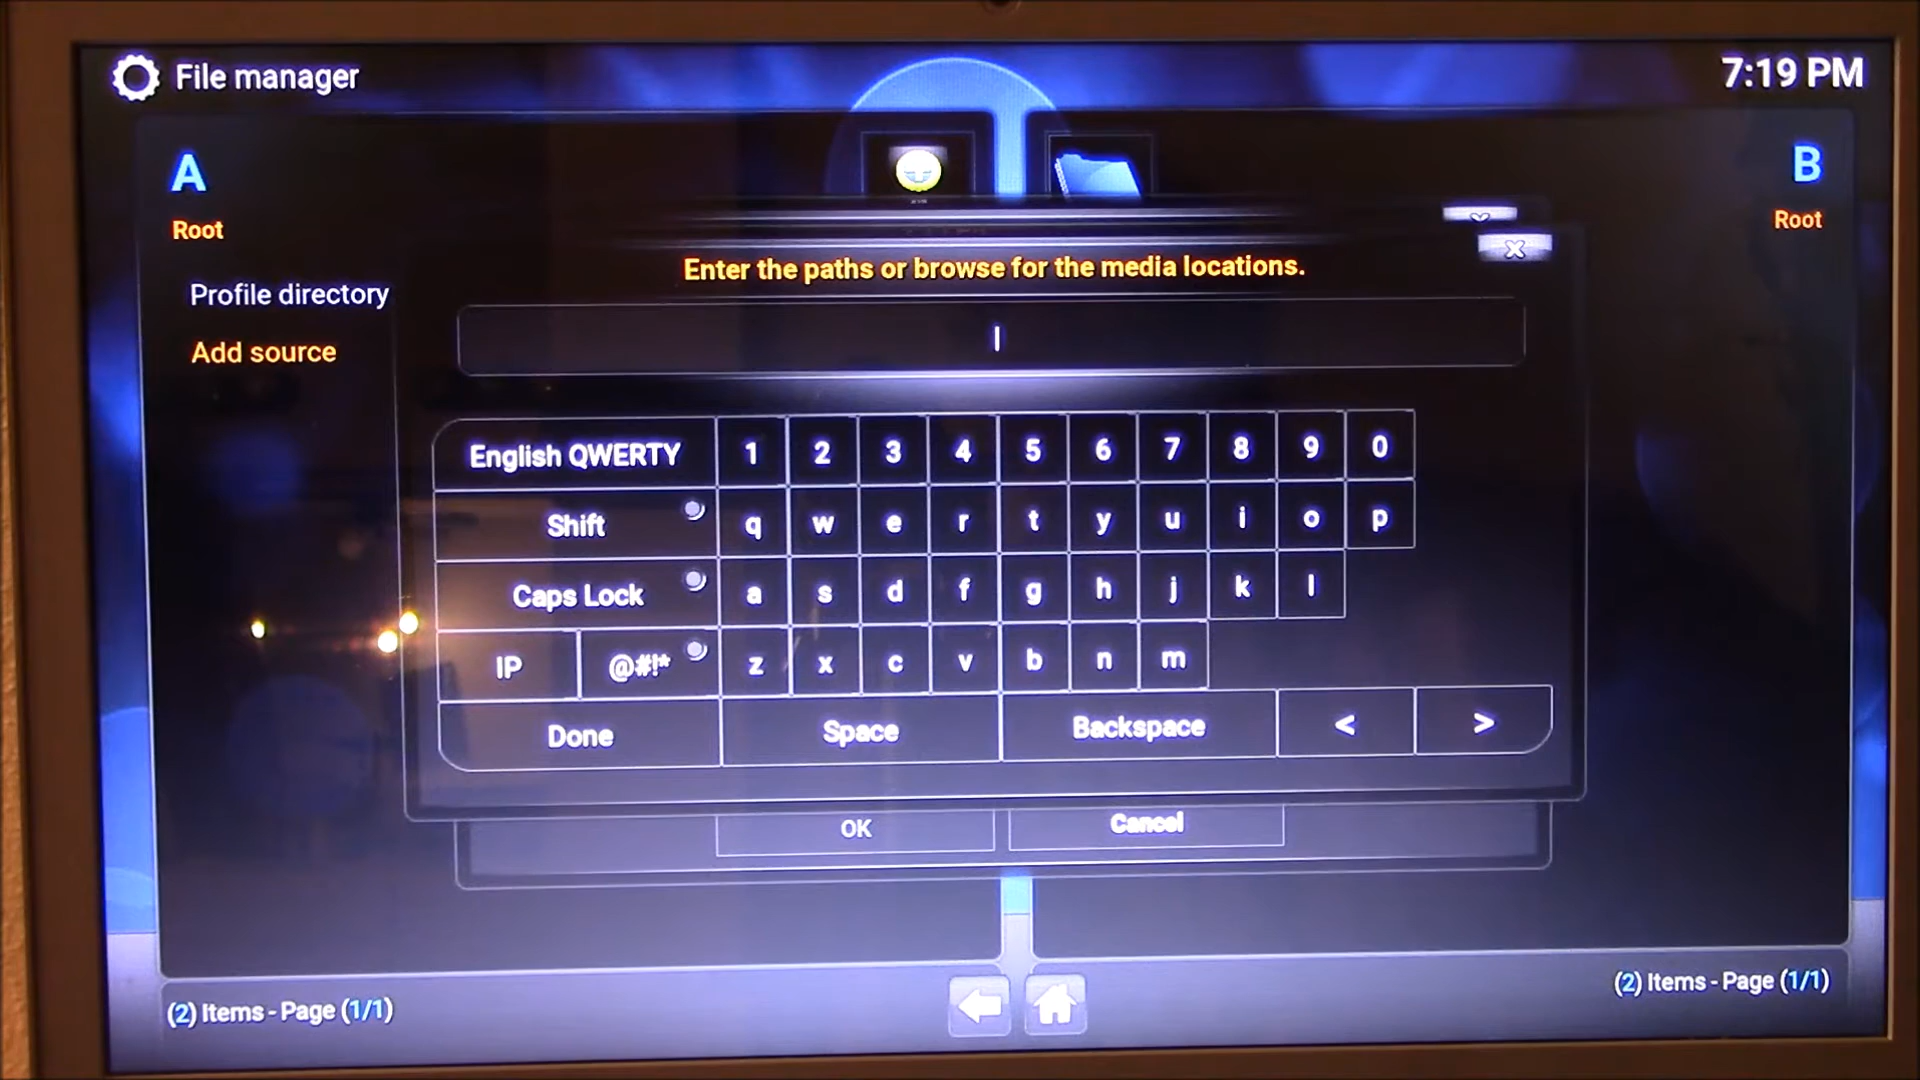 File manager
7:19 PM
A
B
Root
Root
Enter the paths or browse for the media locations.
Profile directory
Add source
English QWERTY 1 2 3 4 5 6 7 8 9 0
Shift q w e r t y u i o p
Caps Lock a s d f g h j k l
IP @#!* z x c v b n m
Done Space Backspace < >
OK Cancel
(2) Items - Page (1/1)
(2) Items - Page (1/1)